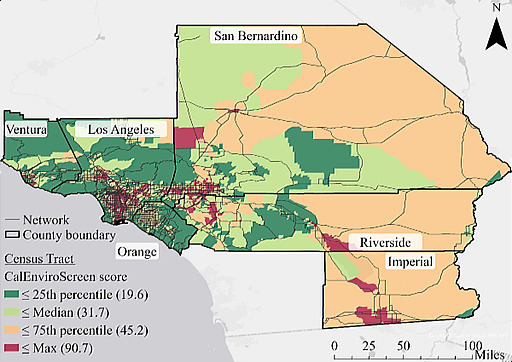 N
San Bernardino
Ventura
Los Angeles
Network
County boundary
Orange
Riverside
Imperial
Census Tract
CalEnviroScreen score
≤ 25th percentile (19.6)
≤ Median (31.7)
≤ 75th percentile (45.2)
≤ Max (90.7)
0 25 50 100
Miles